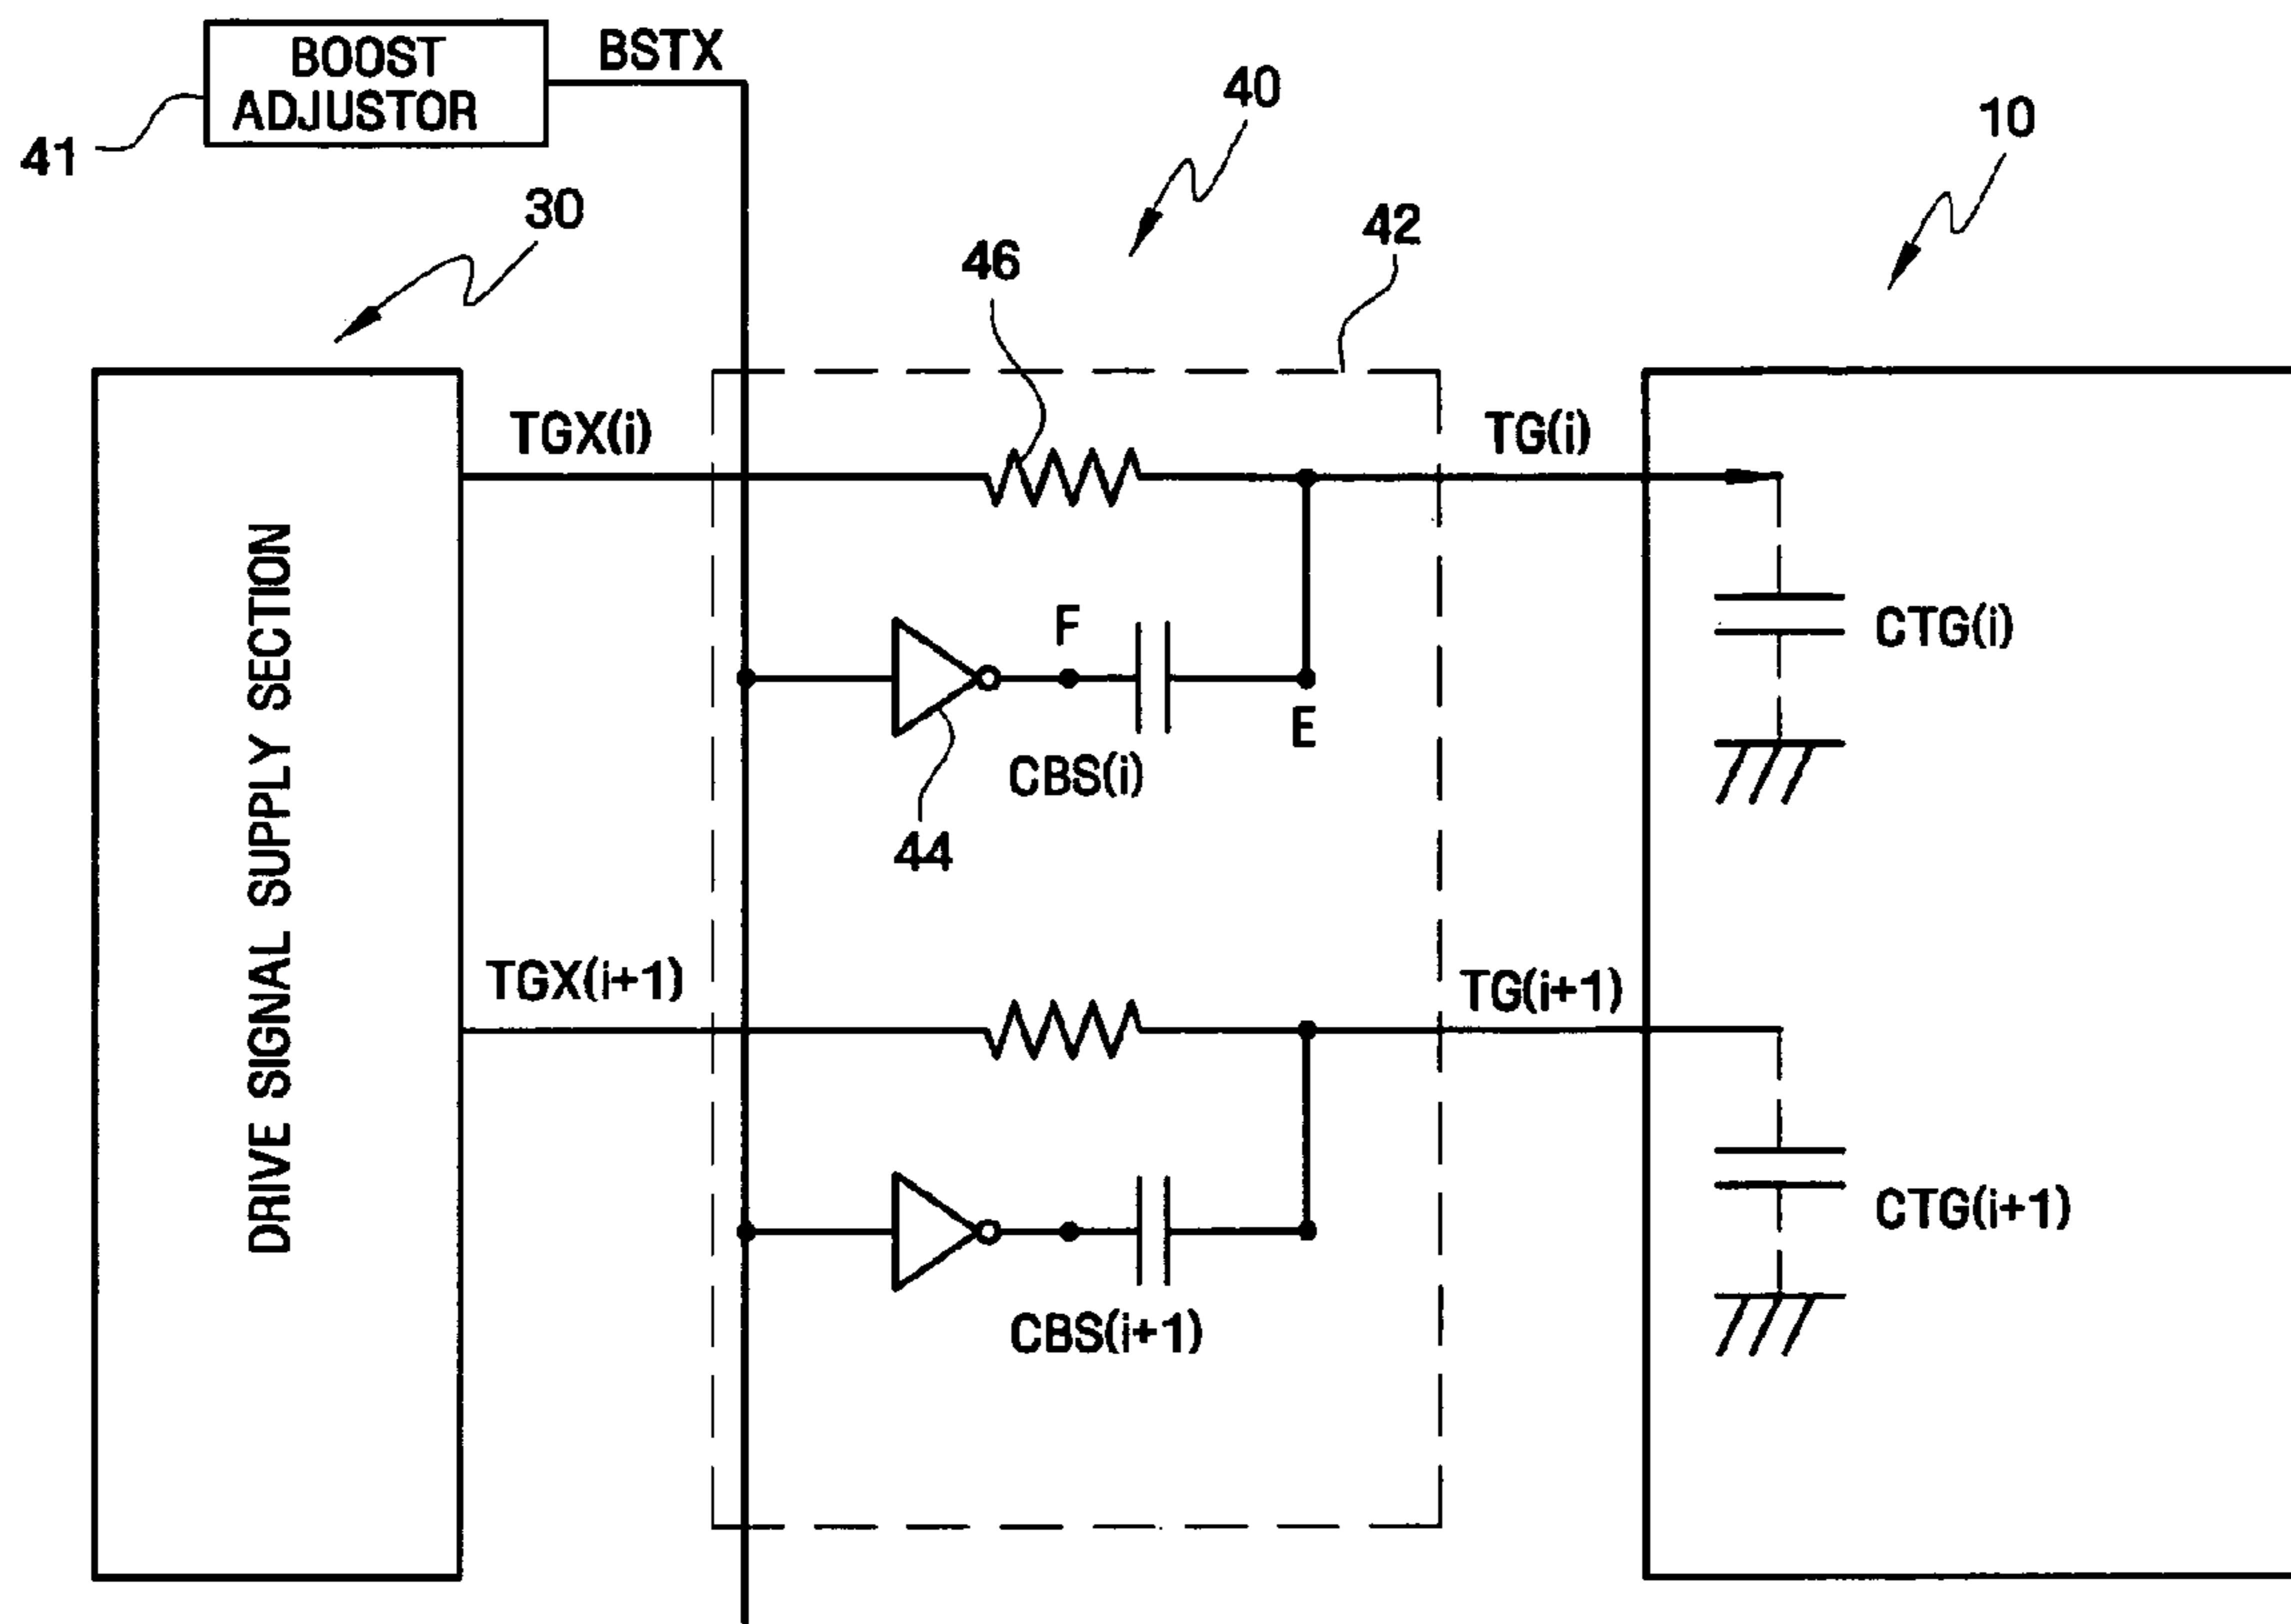 BOOST
ADJUSTOR
BSTX
41
40
10
30
42
46
TGX(i)
TG(i)
DRIVE SIGNAL SUPPLY SECTION
F
CTG(i)
E
CBS(i)
44
TGX(i+1)
TG(i+1)
CTG(i+1)
CBS(i+1)